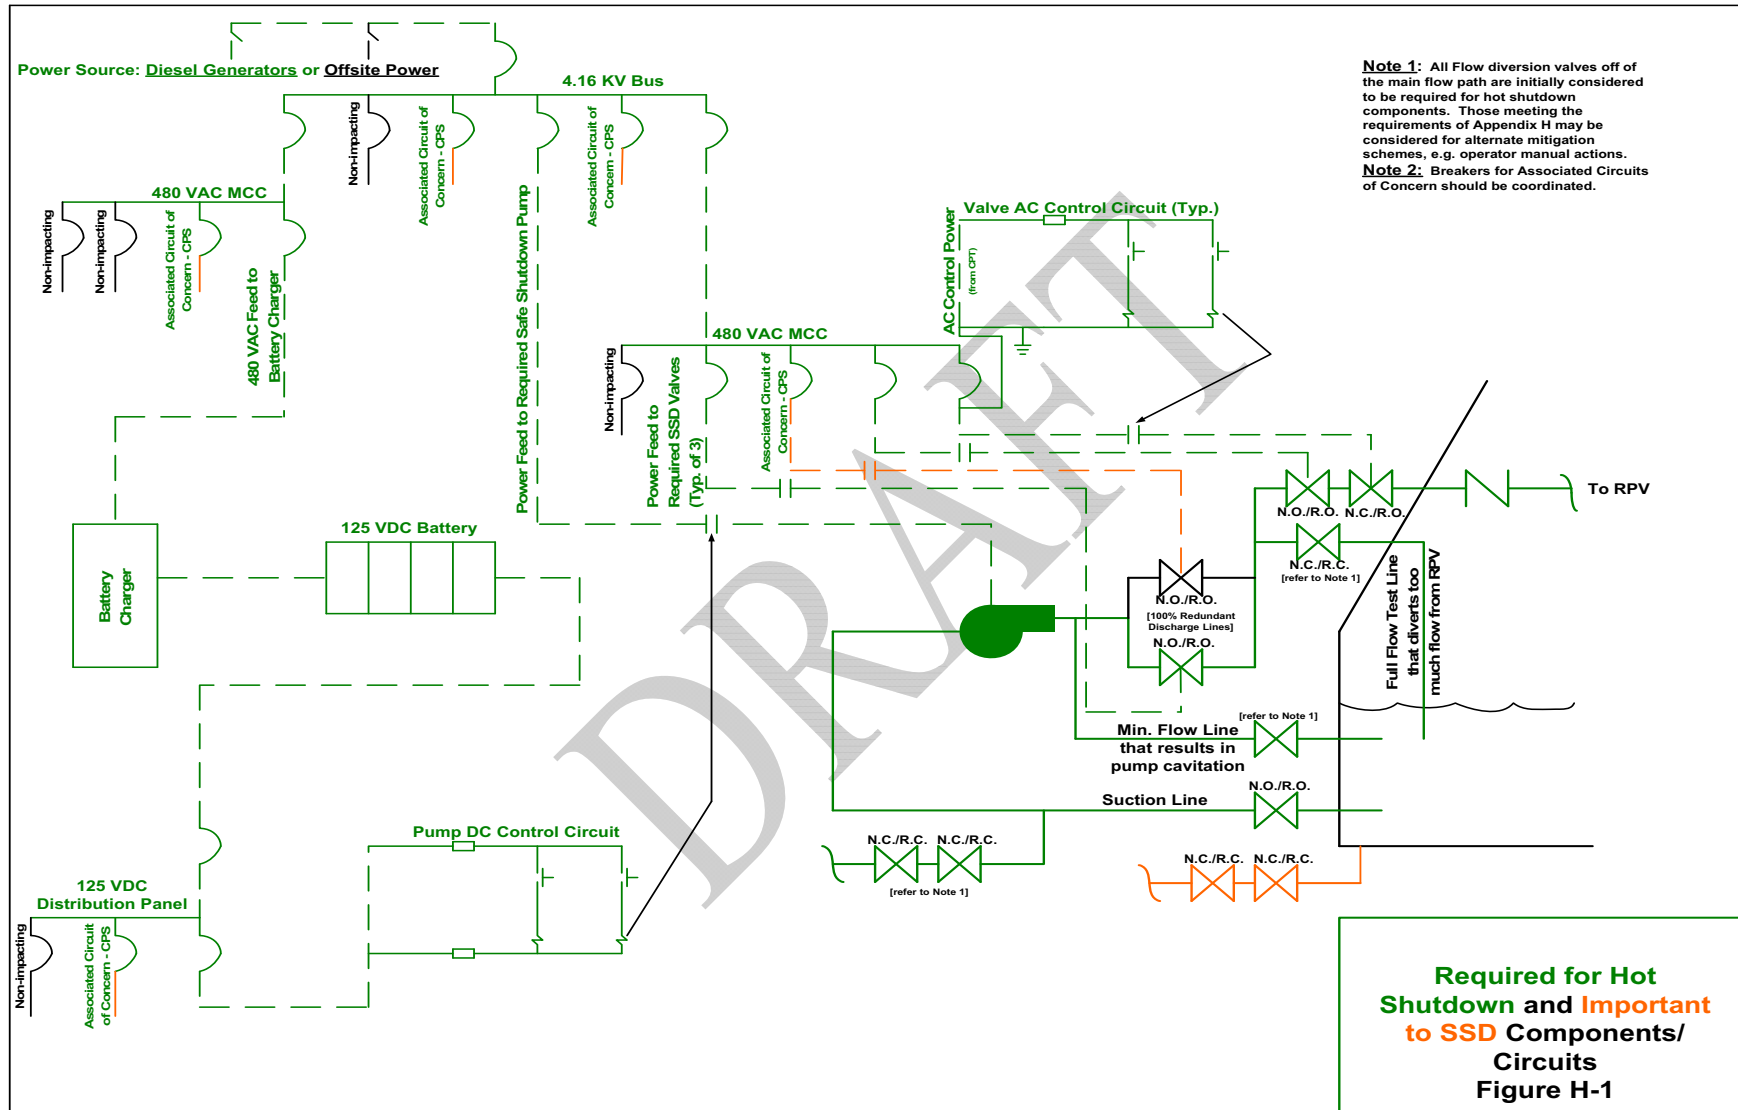 Power Source: Diesel Generators or Offsite Power
4.16 KV Bus
Note 1: All Flow diversion valves off of
the main flow path are initially considered
to be required for hot shutdown
components. Those meeting the
requirements of Appendix H may be
considered for alternate mitigation
schemes, e.g. operator manual actions.
Note 2: Breakers for Associated Circuits
of Concern should be coordinated.
Non-impacting
Associated Circuit of
Concern - CPS
Associated Circuit of
Concern - CPS
480 VAC MCC
Non-impacting
Non-impacting
Associated Circuit of
Concern - CPS
480 VAC Feed to
Battery Charger
Power Feed to Required Safe Shutdown Pump
Valve AC Control Circuit (Typ.)
AC Control Power
(from CPT)
480 VAC MCC
Non-impacting
Power Feed to
Required SSD Valves
(Typ. of 3)
Associated Circuit of
Concern - CPS
To RPV
N.O./R.O.
N.C./R.O.
N.C./R.C.
[refer to Note 1]
125 VDC Battery
Battery
Charger
N.O./R.O.
[100% Redundant
Discharge Lines]
N.O./R.O.
Full Flow Test Line
that diverts too
much flow from RPV
[refer to Note 1]
Min. Flow Line
that results in
pump cavitation
Suction Line
N.O./R.O.
Pump DC Control Circuit
N.C./R.C.
N.C./R.C.
[refer to Note 1]
N.C./R.C.
N.C./R.C.
125 VDC
Distribution Panel
Non-impacting
Associated Circuit
of Concern - CPS
DRAFT
Required for Hot
Shutdown and Important
to SSD Components/
Circuits
Figure H-1